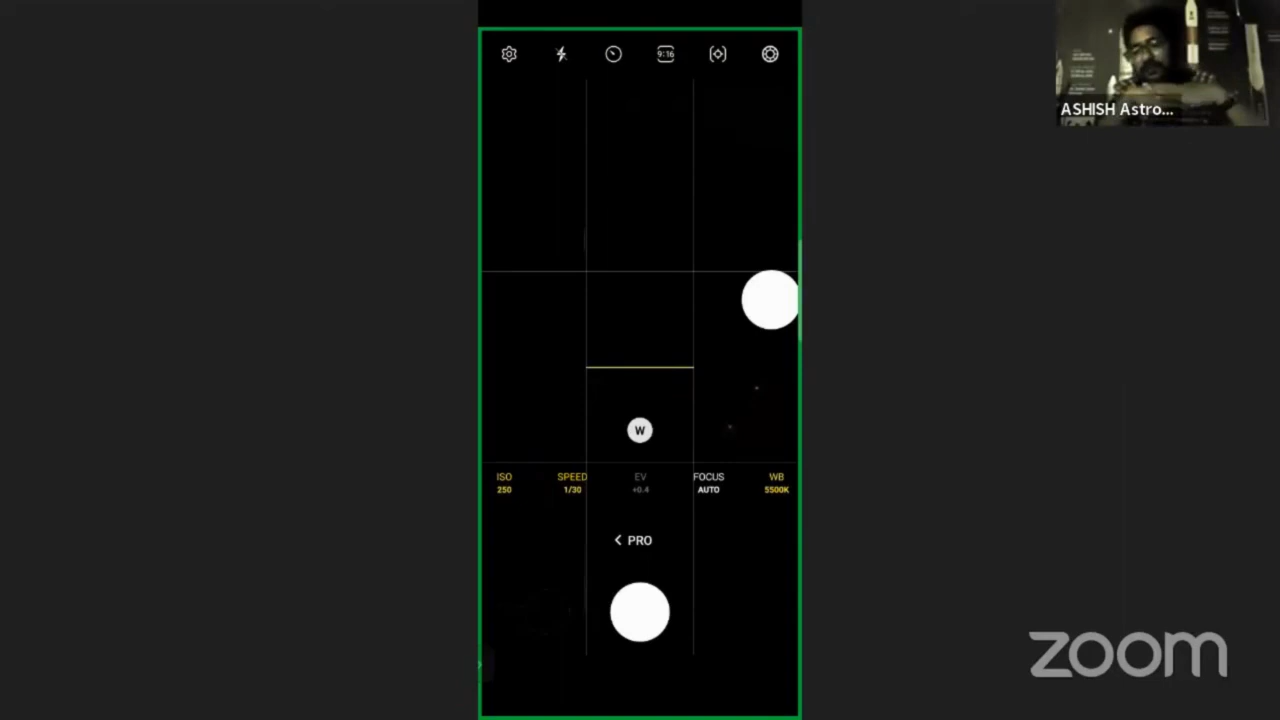 9:16
ASHISH Astro...
W
ISO SPEED EV FOCUS WB
250 1/30 +0.4 AUTO 5500K
< PRO
zoom